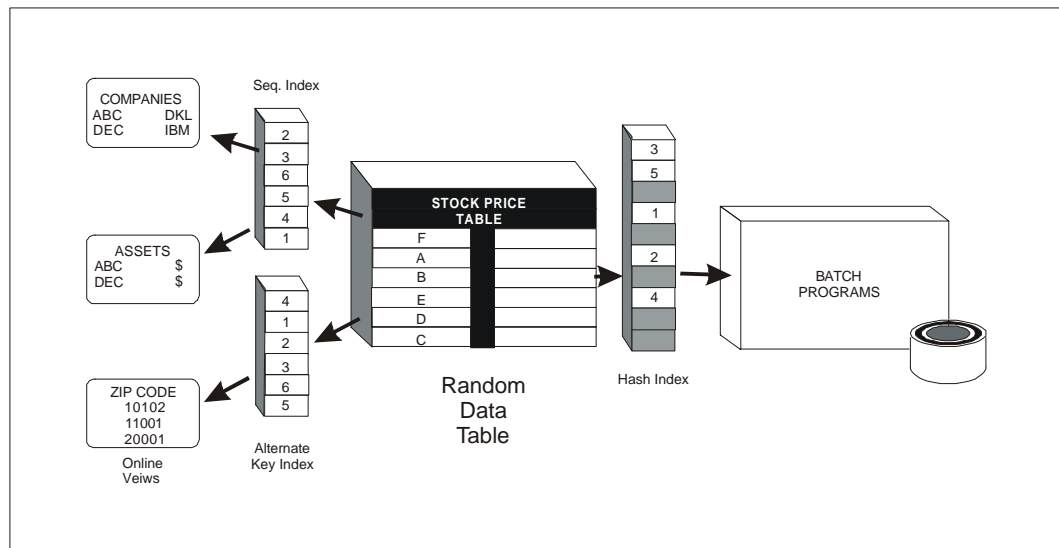 COMPANIES
ABC DKL
DEC IBM
ASSETS
ABC $
DEC $
ZIP CODE
10102
11001
20001
Online
Veiws
Seq. Index
2
3
6
5
4
1
4
1
2
3
6
5
Alternate
Key Index
STOCK PRICE
TABLE
F
A
B
E
D
C
Random
Data
Table
3
5
1
2
4
Hash Index
BATCH
PROGRAMS